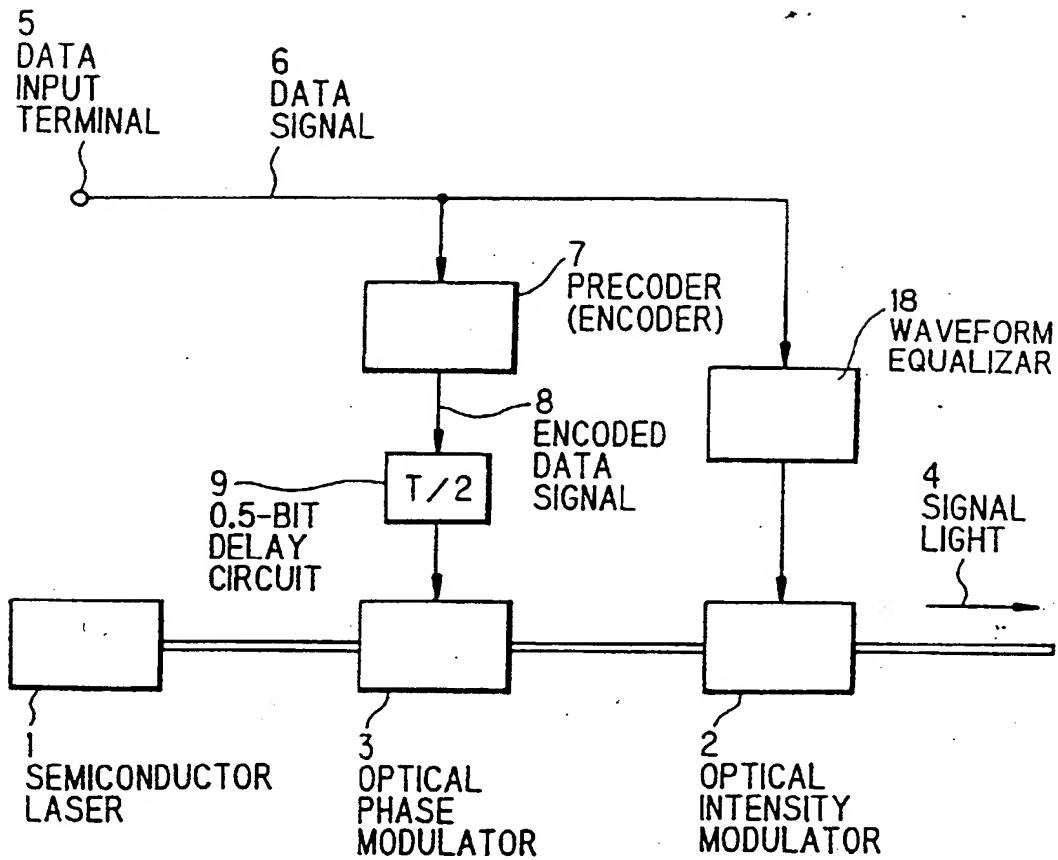 5
DATA
INPUT
TERMINAL
6
DATA
SIGNAL
7
PRECODER
(ENCODER)
18
WAVEFORM
EQUALIZAR
8
ENCODED
DATA
SIGNAL
T/2
9
0.5-BIT
DELAY
CIRCUIT
4
SIGNAL
LIGHT
1
SEMICONDUCTOR
LASER
3
OPTICAL
PHASE
MODULATOR
2
OPTICAL
INTENSITY
MODULATOR